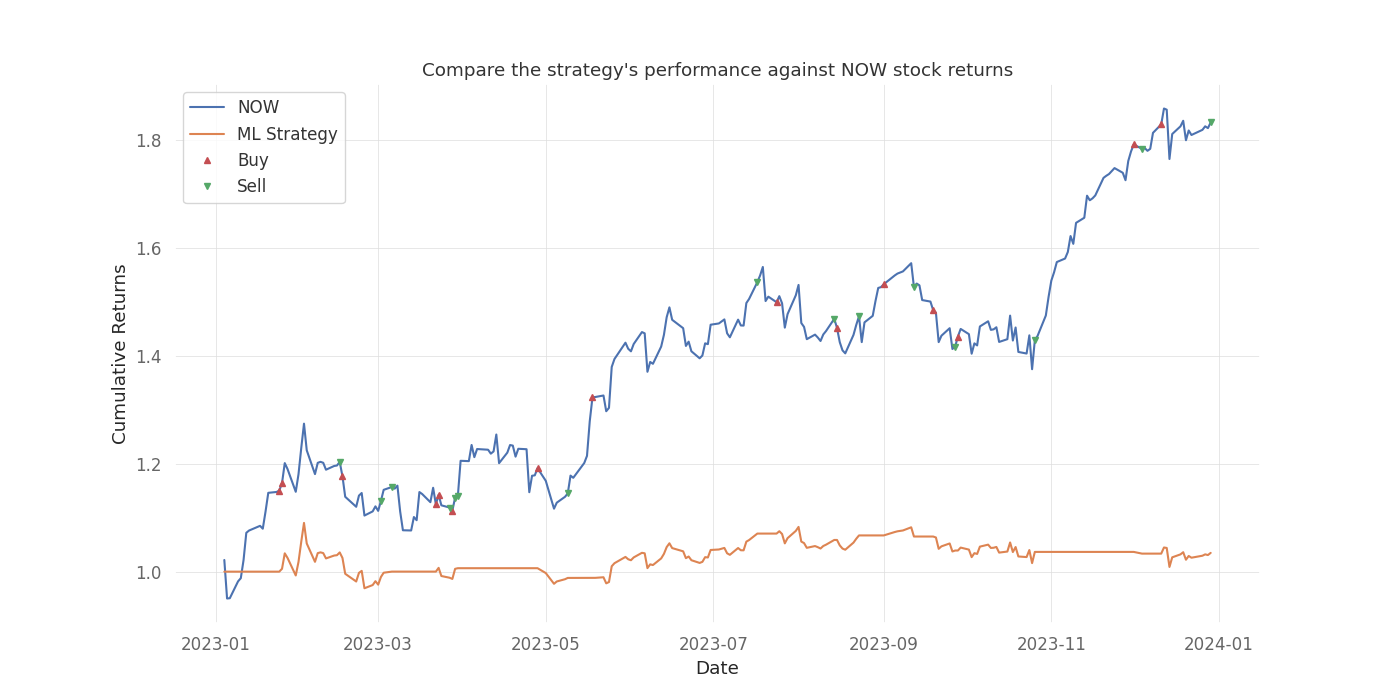 Compare the strategy's performance against NOW stock returns
NOW
ML Strategy
Buy
Sell
Cumulative Returns
1.8
1.6
1.4
1.2
1.0
2023-01 2023-03 2023-05 2023-07 2023-09 2023-11 2024-01
Date